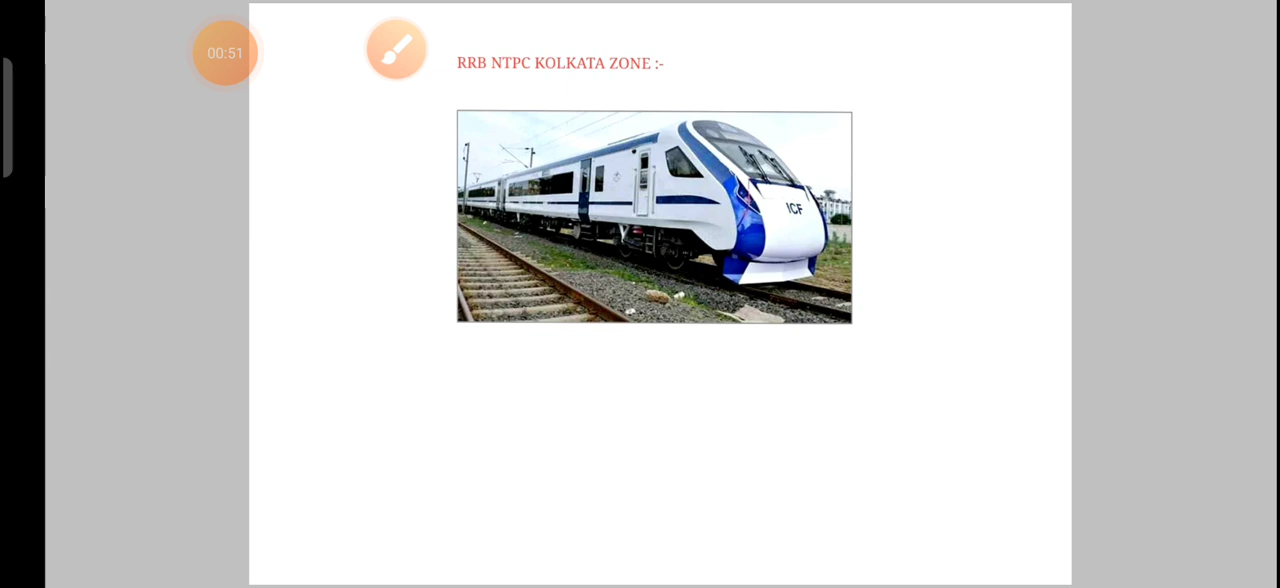 00:51
RRB NTPC KOLKATA ZONE :-
ICF